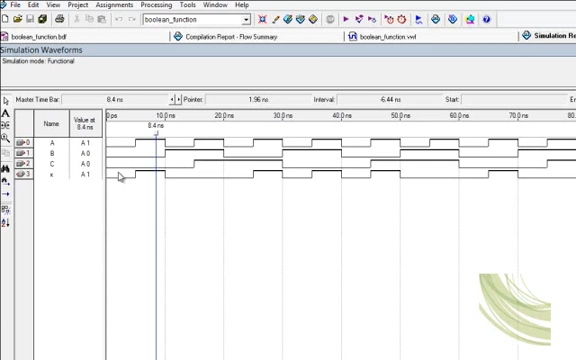 File Edit View Project Assignments Processing Tools Window Help
boolean_function
boolean_function.bdf Compilation Report - Flow Summary boolean_function.vwf Simulation Re
Simulation Waveforms
Simulation mode: Functional
Master Time Bar: 8.4 ns Pointer: 1.96 ns Interval: -6.44 ns Start:
Name Value at 8.4 ns
0 ps 10.0 ns 20.0 ns 30.0 ns 40.0 ns 50.0 ns 60.0 ns 70.0 ns 80.
8.4 ns
0 A A 1
1 B A 0
2 C A 0
3 x A 1